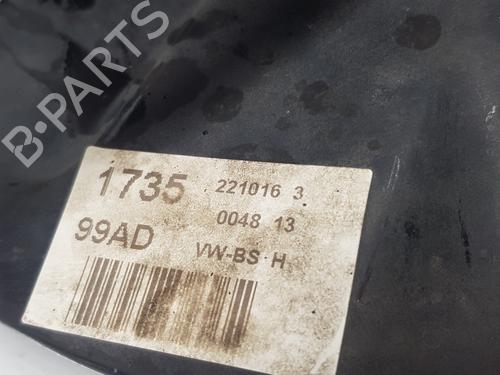 B-PARTS
1735 221016 3
0048 13
99AD VW-BS H